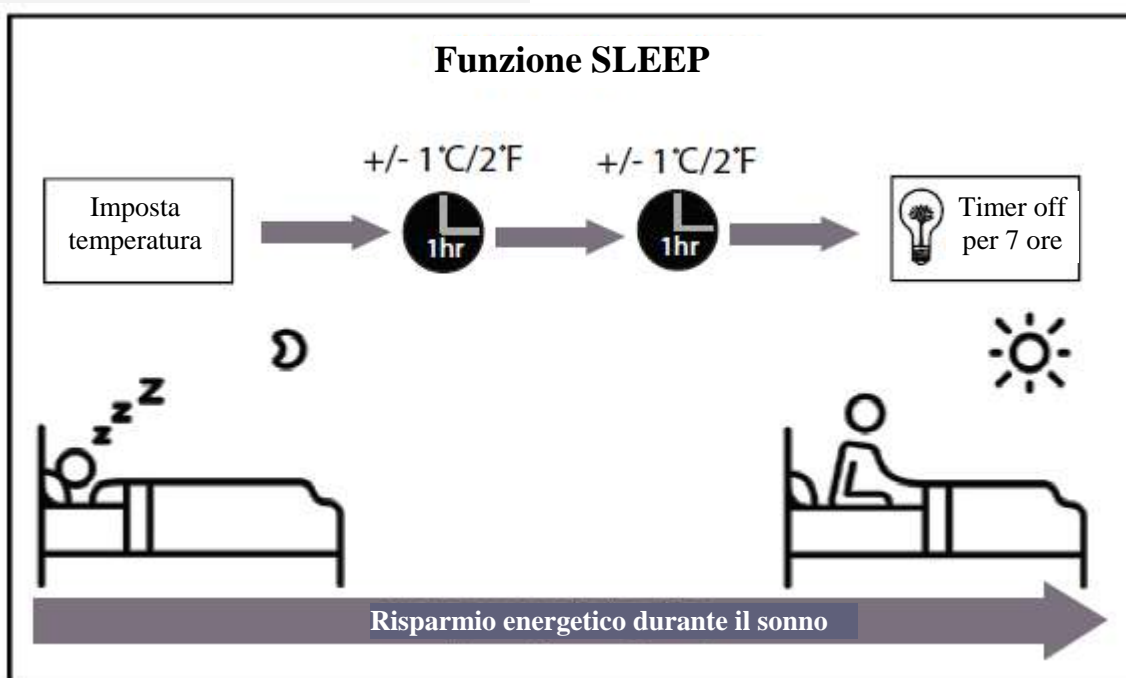 Funzione SLEEP
+/- 1°C/2°F
+/- 1°C/2°F
Imposta
temperatura
1hr
1hr
Timer off
per 7 ore
z z Z
Risparmio energetico durante il sonno